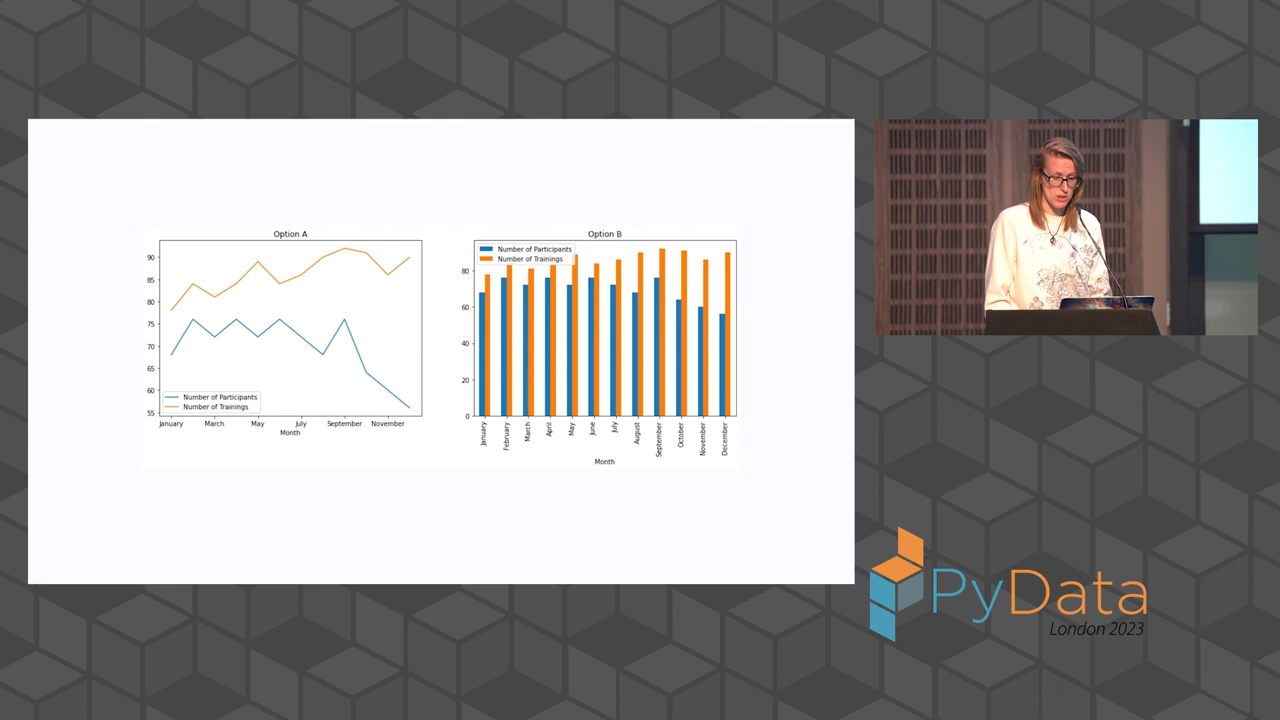 Option A
90
85
80
75
70
65
60
55
Number of Participants
Number of Trainings
January March May July September November
Month
Option B
Number of Participants
Number of Trainings
80
60
40
20
0
January February March April May June July August September October November December
Month
PyData
London 2023